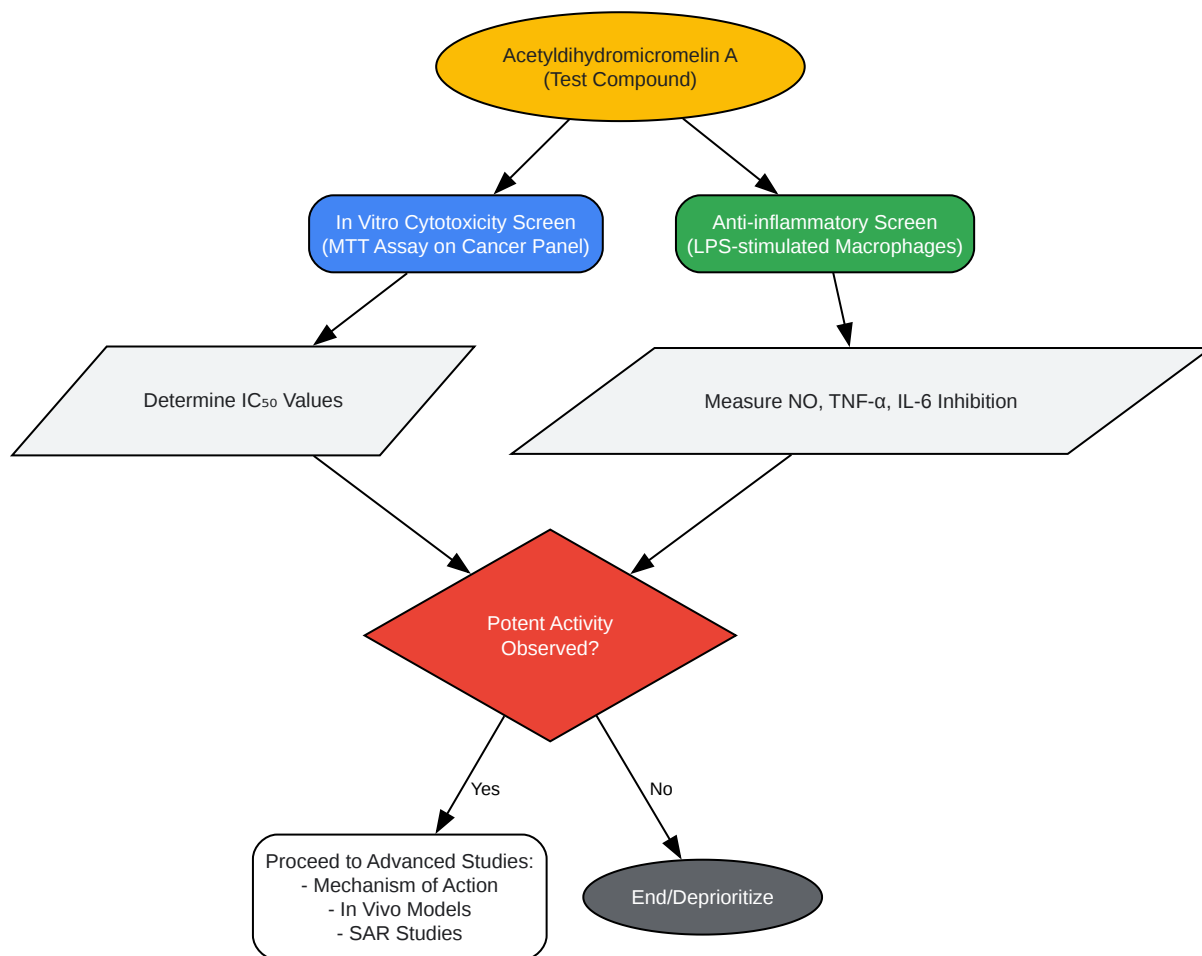 Acetyldihydromicromelin A
(Test Compound)
In Vitro Cytotoxicity Screen
(MTT Assay on Cancer Panel)
Anti-inflammatory Screen
(LPS-stimulated Macrophages)
Determine IC₅₀ Values
Measure NO, TNF-α, IL-6 Inhibition
Potent Activity
Observed?
Yes
No
Proceed to Advanced Studies:
- Mechanism of Action
- In Vivo Models
- SAR Studies
End/Deprioritize